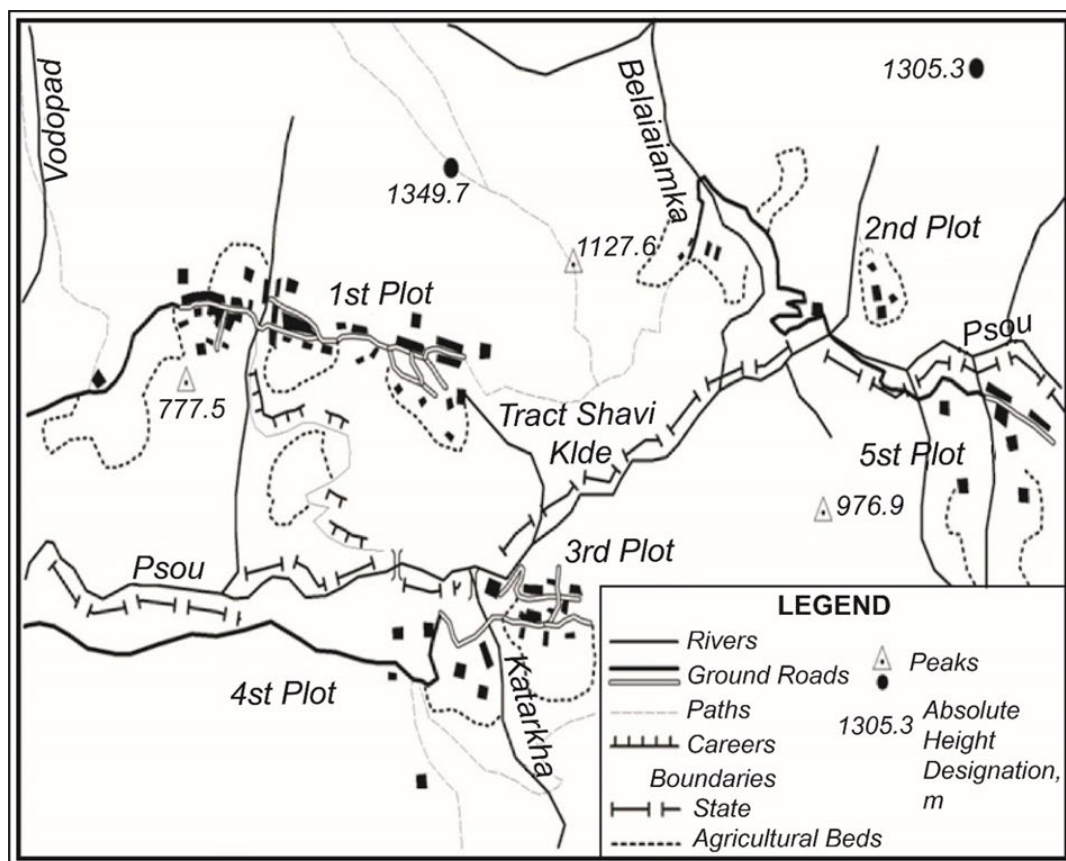 1305.3
Vodopad
Belaiaiamka
1349.7
2nd Plot
1127.6
1st Plot
Psou
777.5
Tract Shavi
Klde
5st Plot
976.9
3rd Plot
Psou
4st Plot
Katarkha
LEGEND
Rivers
Ground Roads
Peaks
Paths
1305.3 Absolute
Height
Designation,
m
Careers
Boundaries
State
Agricultural Beds